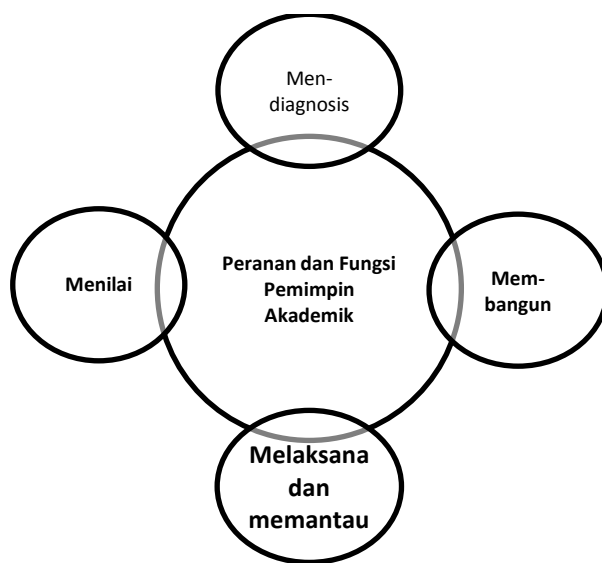 Men-
diagnosis
Peranan dan Fungsi
Pemimpin
Akademik
Menilai
Mem-
bangun
Melaksana
dan
memantau